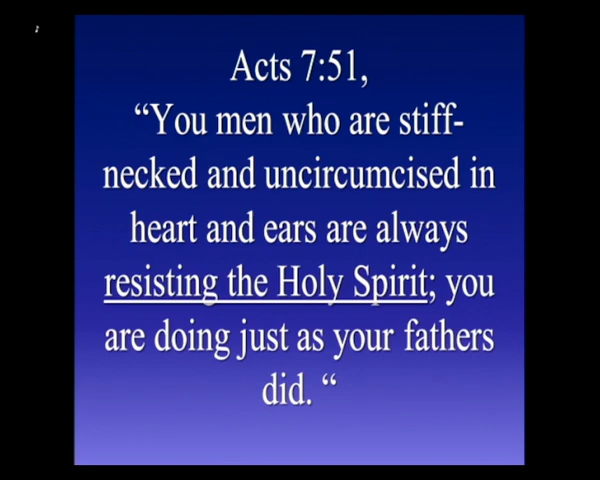 Acts 7:51,
“You men who are stiff-
necked and uncircumcised in
heart and ears are always
resisting the Holy Spirit; you
are doing just as your fathers
did. “